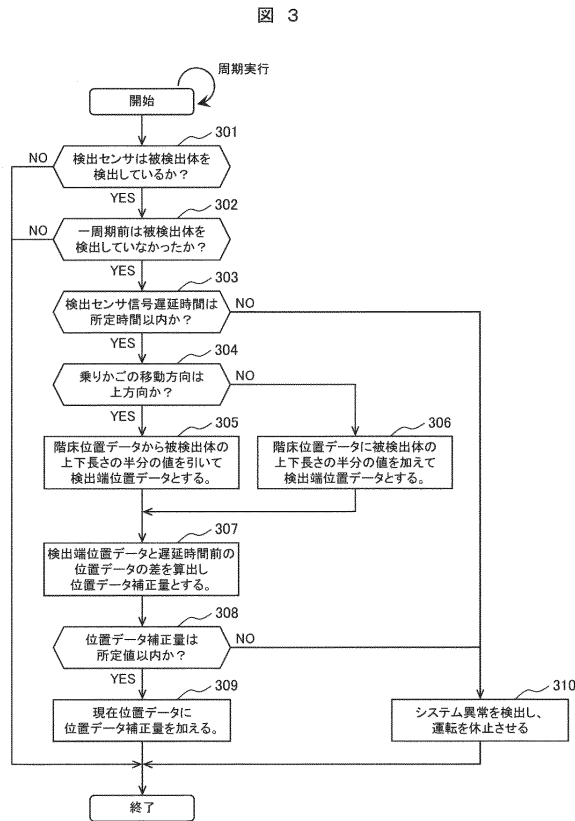 図 3
周期実行
開始
301
検出センサは被検出体を
検出しているか？
NO
YES
302
一周期前は被検出体を
検出していなかったか？
NO
YES
303
検出センサ信号遅延時間は
所定時間以内か？
NO
YES
304
乗りかごの移動方向は
上方向か？
NO
YES
305
階床位置データから被検出体の
上下長さの半分の値を引いて
検出端位置データとする。
306
階床位置データに被検出体の
上下長さの半分の値を加えて
検出端位置データとする。
307
検出端位置データと遅延時間前の
位置データの差を算出し
位置データ補正量とする。
308
位置データ補正量は
所定値以内か？
NO
YES
309
現在位置データに
位置データ補正量を加える。
310
システム異常を検出し、
運転を休止させる
終了